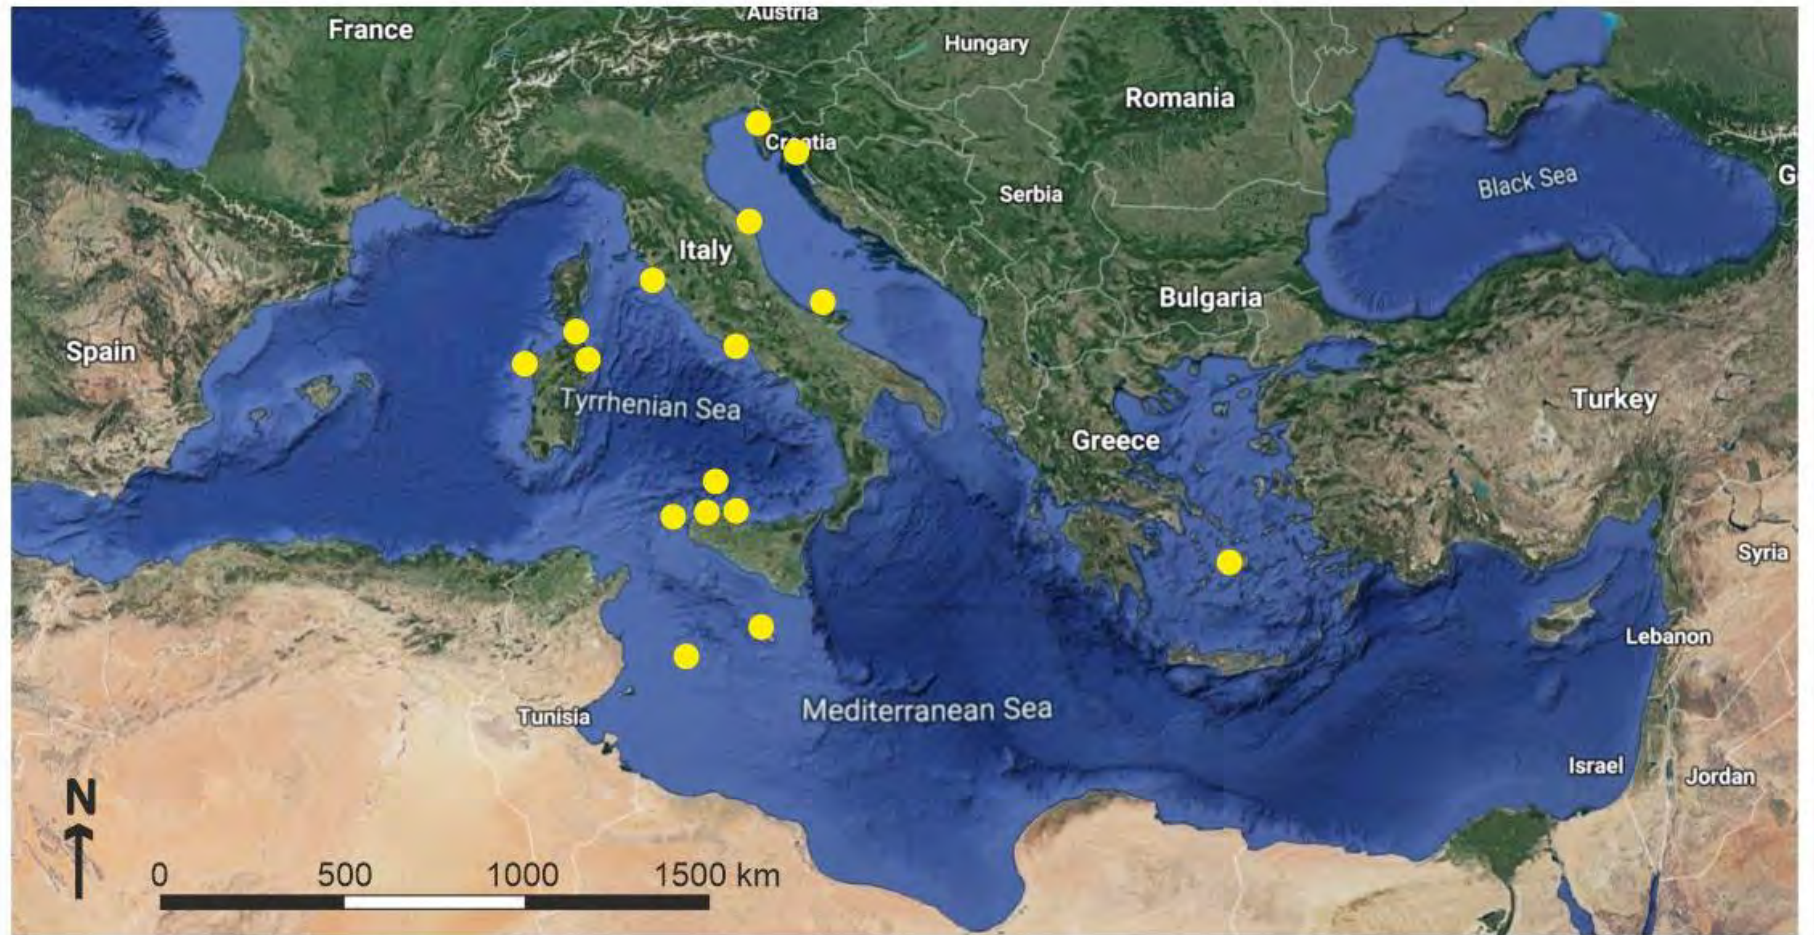 Austria
France
Hungary
Romania
Croatia
Black Sea
G
Serbia
Italy
Bulgaria
Spain
Turkey
Tyrrhenian Sea
Greece
Syria
Lebanon
Tunisia
Mediterranean Sea
Israel
Jordan
N
0 500 1000 1500 km